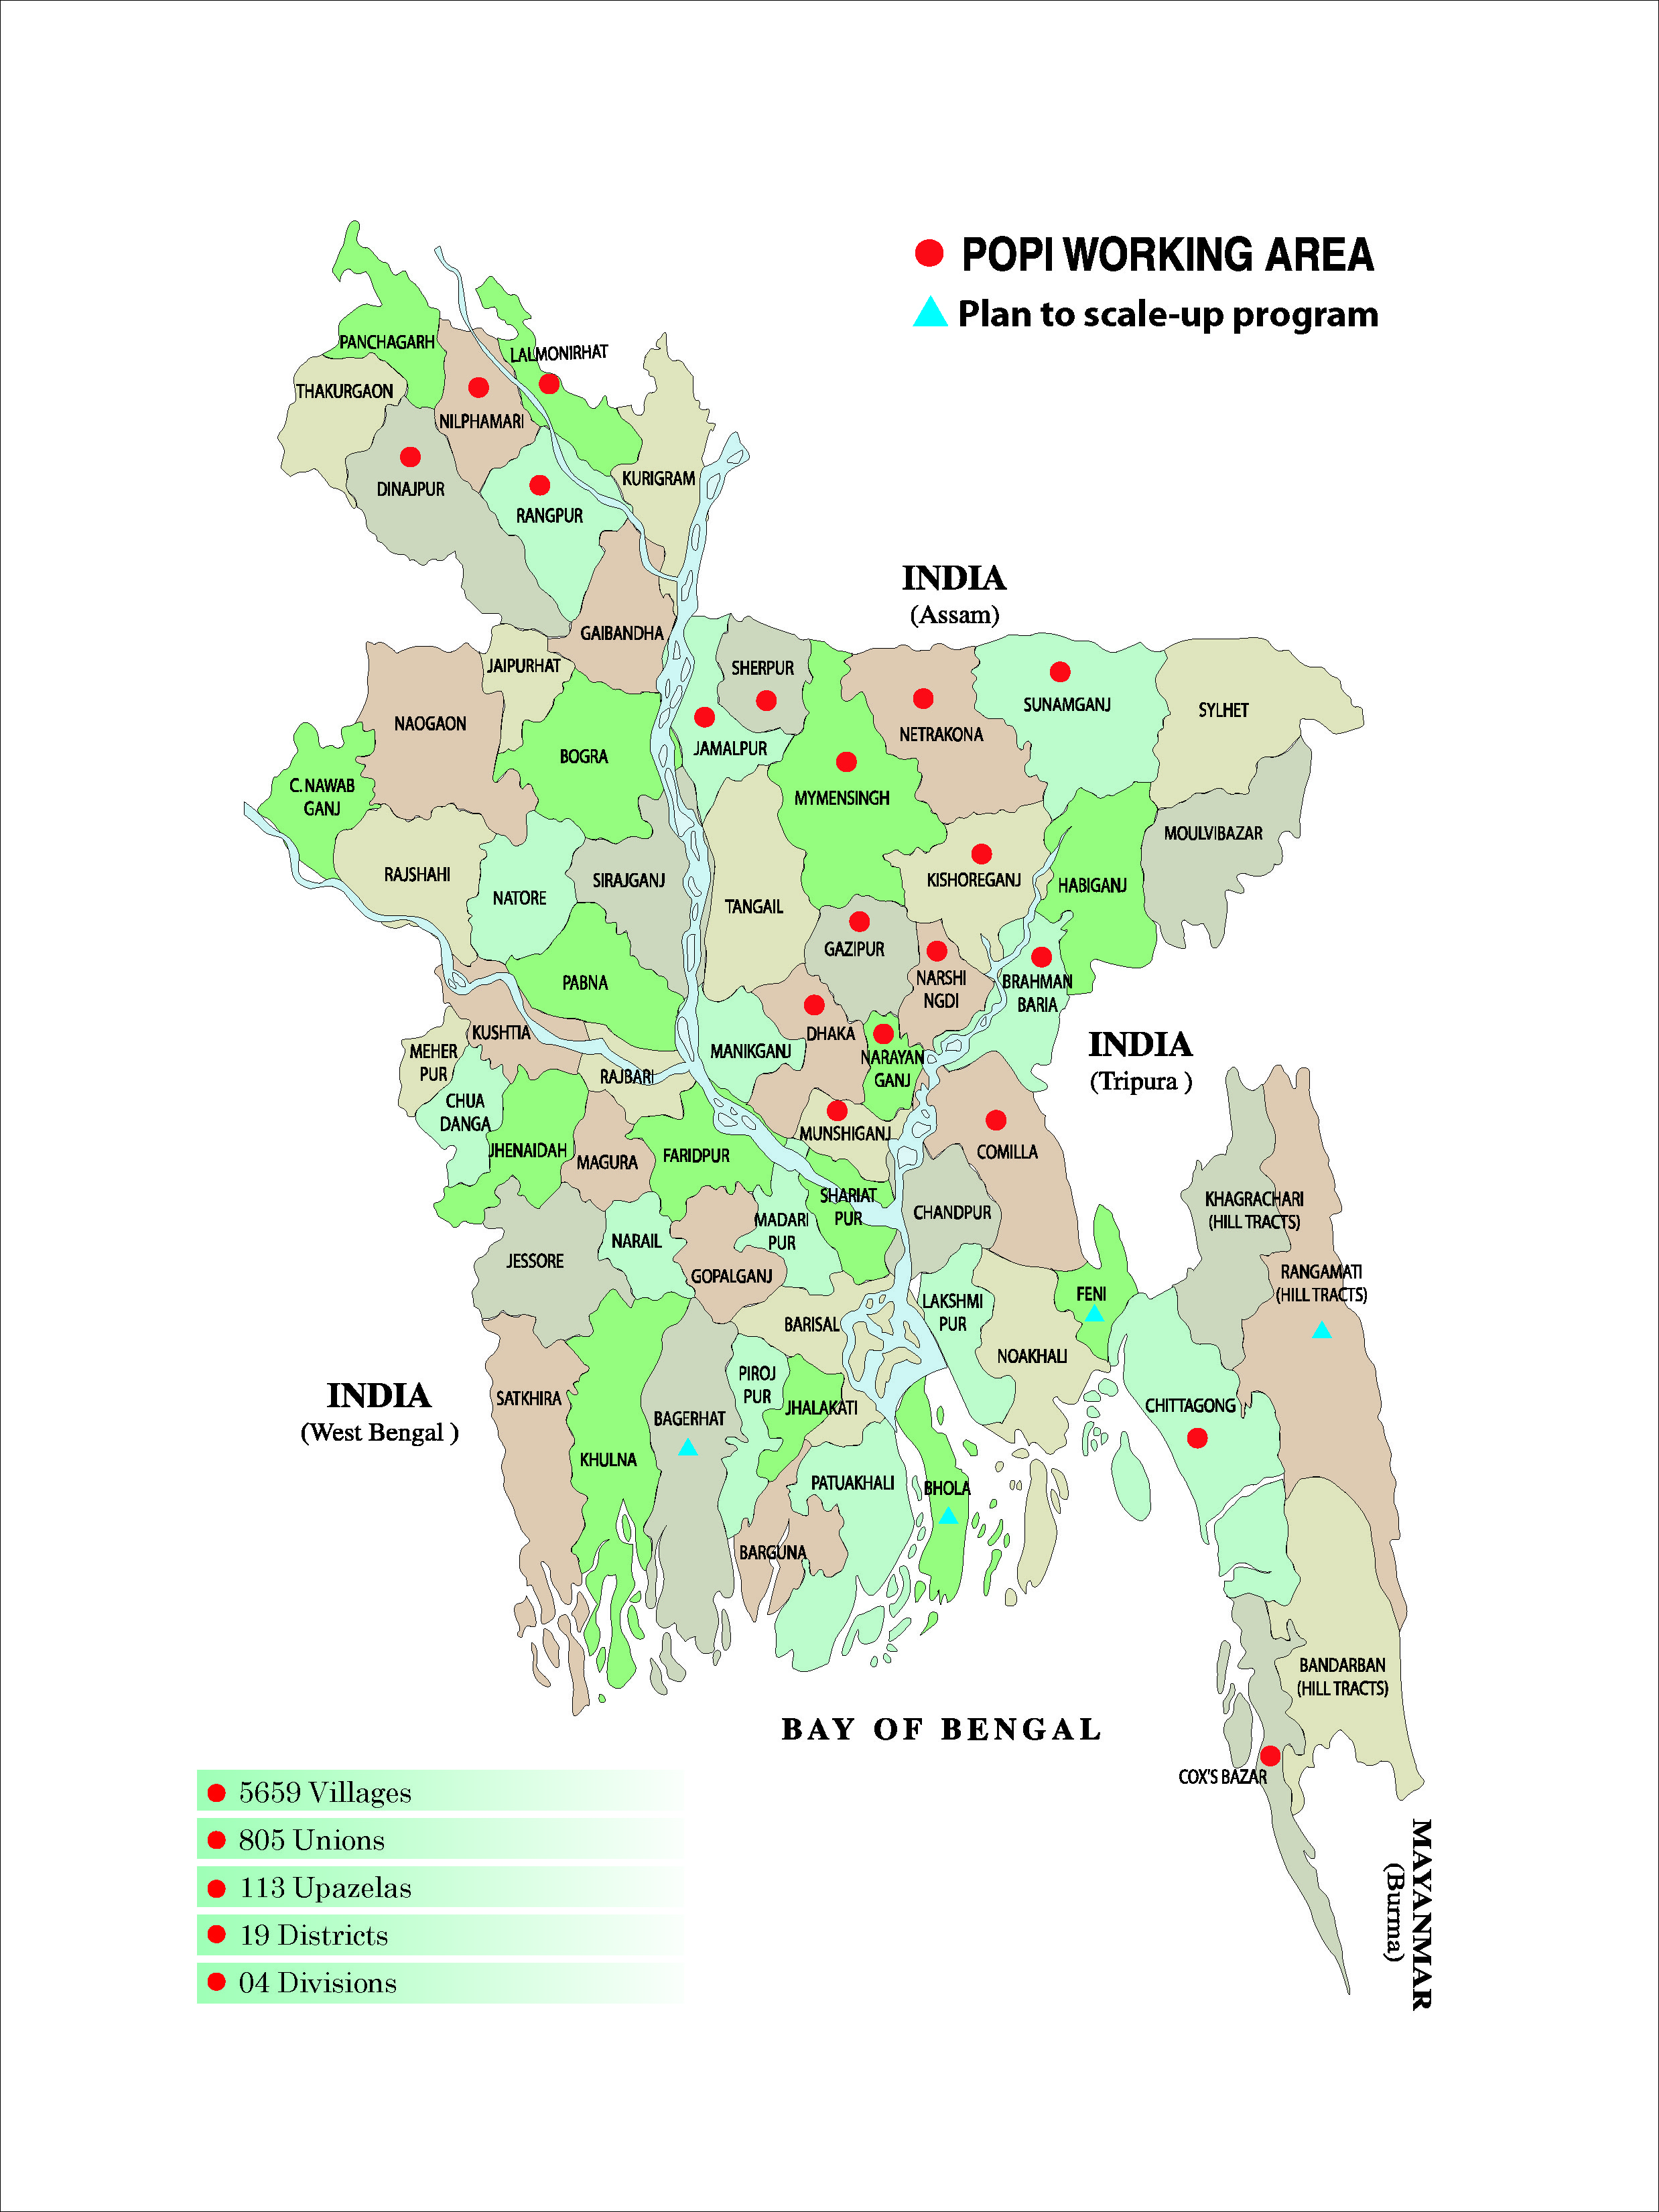 POPI WORKING AREA
Plan to scale-up program
PANCHAGARH
LALMONIRHAT
THAKURGAON
NILPHAMARI
KURIGRAM
DINAJPUR
RANGPUR
INDIA
(Assam)
GAIBANDHA
JAIPURHAT
SHERPUR
SUNAMGANJ
SYLHET
NAOGAON
NETRAKONA
JAMALPUR
BOGRA
C. NAWAB
GANJ
MYMENSINGH
MOULVIBAZAR
RAJSHAHI
SIRAJGANJ
KISHOREGANJ
HABIGANJ
NATORE
TANGAIL
GAZIPUR
PABNA
NARSHI
NGDI
BRAHMAN
BARIA
KUSHTIA
DHAKA
INDIA
(Tripura )
MEHER
PUR
MANIKGANJ
NARAYAN
GANJ
RAJBARI
CHUA
DANGA
MUNSHIGANJ
JHENAIDAH
MAGURA
FARIDPUR
COMILLA
SHARIAT
PUR
KHAGRACHARI
(HILL TRACTS)
MADARI
PUR
CHANDPUR
NARAIL
JESSORE
GOPALGANJ
RANGAMATI
(HILL TRACTS)
FENI
LAKSHMI
PUR
BARISAL
NOAKHALI
INDIA
(West Bengal )
PIROJ
PUR
SATKHIRA
JHALAKATI
CHITTAGONG
BAGERHAT
KHULNA
PATUAKHALI
BHOLA
BARGUNA
BANDARBAN
(HILL TRACTS)
BAY OF BENGAL
COX'S BAZAR
MAYANMAR
(Burma)
5659 Villages
805 Unions
113 Upazelas
19 Districts
04 Divisions